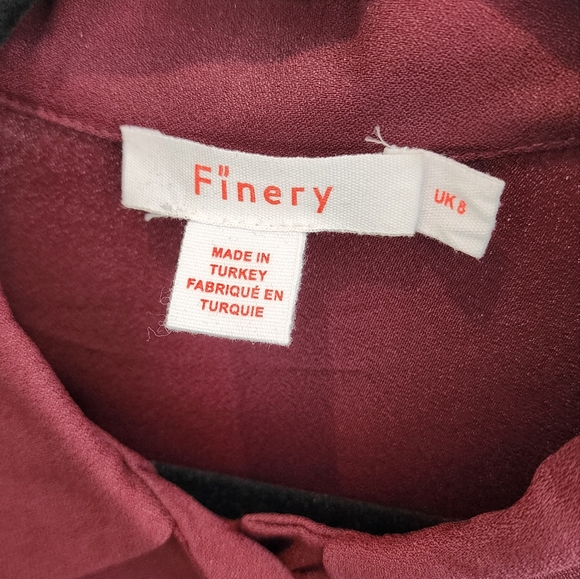 Finery
UK 8
MADE IN
TURKEY
FABRIQUÉ EN
TURQUIE